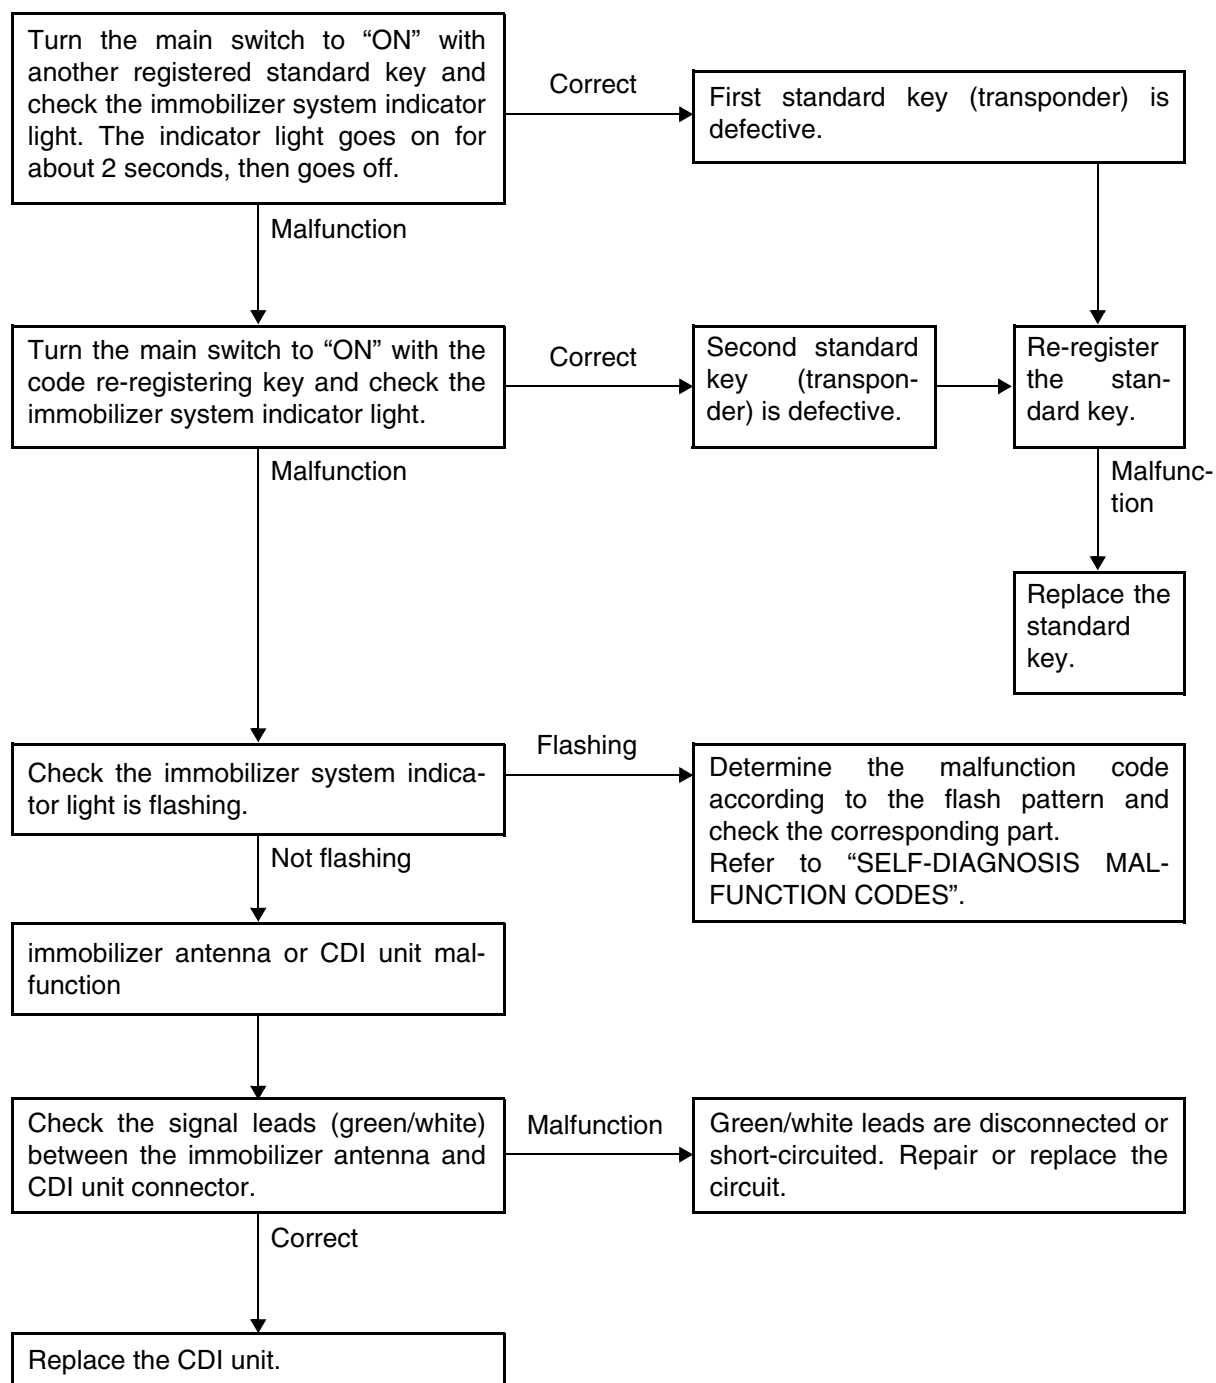 Turn the main switch to “ON” with
another registered standard key and
check the immobilizer system indicator
light. The indicator light goes on for
about 2 seconds, then goes off.
Correct
First standard key (transponder) is
defective.
Malfunction
Turn the main switch to “ON” with the
code re-registering key and check the
immobilizer system indicator light.
Correct
Second standard
key (transpon-
der) is defective.
Re-register
the stan-
dard key.
Malfunction
Malfunc-
tion
Replace the
standard
key.
Check the immobilizer system indica-
tor light is flashing.
Flashing
Determine the malfunction code
according to the flash pattern and
check the corresponding part.
Refer to “SELF-DIAGNOSIS MAL-
FUNCTION CODES”.
Not flashing
immobilizer antenna or CDI unit mal-
function
Check the signal leads (green/white)
between the immobilizer antenna and
CDI unit connector.
Malfunction
Green/white leads are disconnected or
short-circuited. Repair or replace the
circuit.
Correct
Replace the CDI unit.